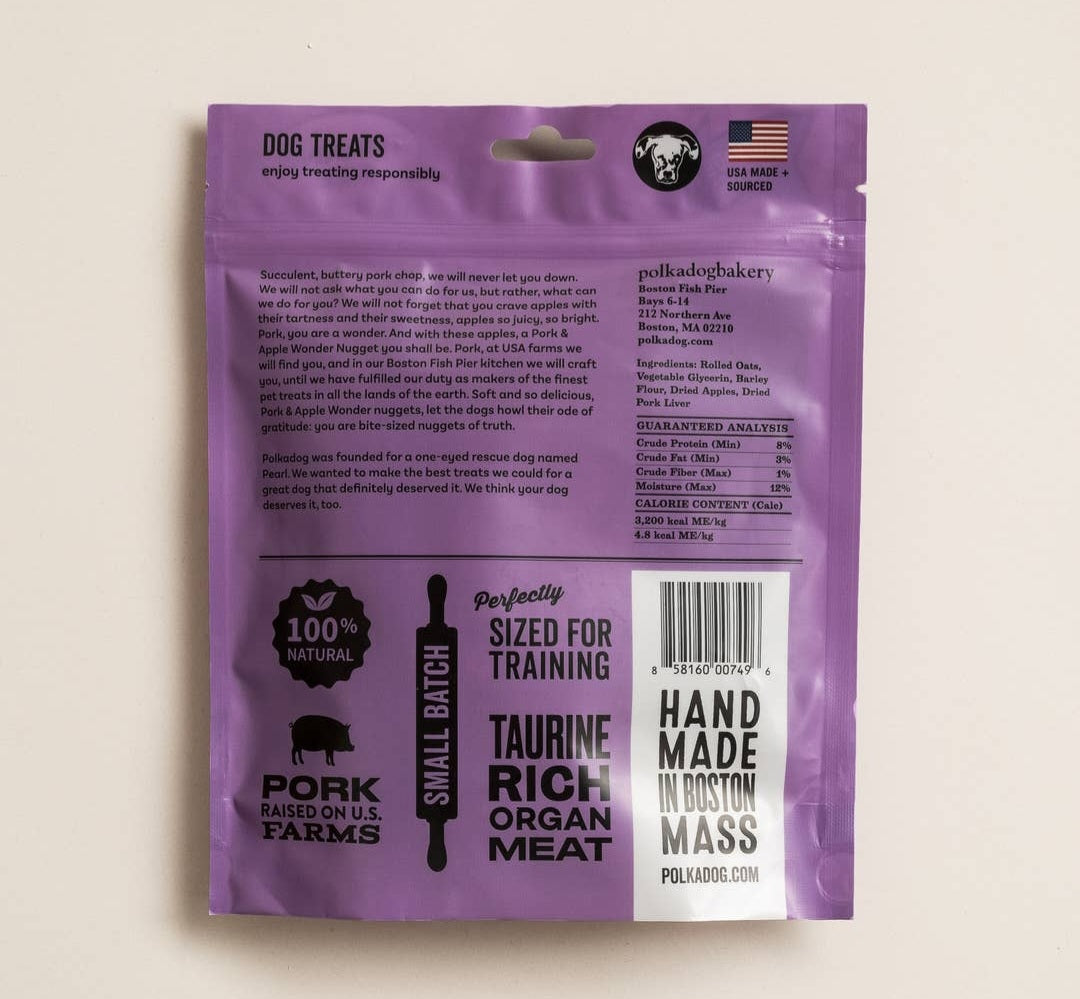 DOG TREATS
enjoy treating responsibly
USA MADE +
SOURCED
Succulent, buttery pork chop, we will never let you down.
We will not ask what you can do for us, but rather, what can
we do for you? We will not forget that you crave apples with
their tartness and their sweetness, apples so juicy, so bright.
Pork, you are a wonder. And with these apples, a Pork &
Apple Wonder Nugget you shall be. Pork, at USA farms we
will find you, and in our Boston Fish Pier kitchen we will craft
you, until we have fulfilled our duty as makers of the finest
pet treats in all the lands of the earth. Soft and so delicious,
Pork & Apple Wonder nuggets, let the dogs howl their ode of
gratitude: you are bite-sized nuggets of truth.
Polkadog was founded for a one-eyed rescue dog named
Pearl. We wanted to make the best treats we could for a
great dog that definitely deserved it. We think your dog
deserves it, too.
polkadogbakery
Boston Fish Pier
Bays 6-14
212 Northern Ave
Boston, MA 02210
polkadog.com
Ingredients: Rolled Oats,
Vegetable Glycerin, Barley
Flour, Dried Apples, Dried
Pork Liver
GUARANTEED ANALYSIS
Crude Protein (Min) 8%
Crude Fat (Min) 3%
Crude Fiber (Max) 1%
Moisture (Max) 12%
CALORIE CONTENT (Calc)
3,200 kcal ME/kg
4.8 kcal ME/kg
100%
NATURAL
PORK
RAISED ON U.S.
FARMS
SMALL BATCH
Perfectly
SIZED FOR
TRAINING
TAURINE
RICH
ORGAN
MEAT
8 58160 00749 6
HAND
MADE
IN BOSTON
MASS
POLKADOG.COM